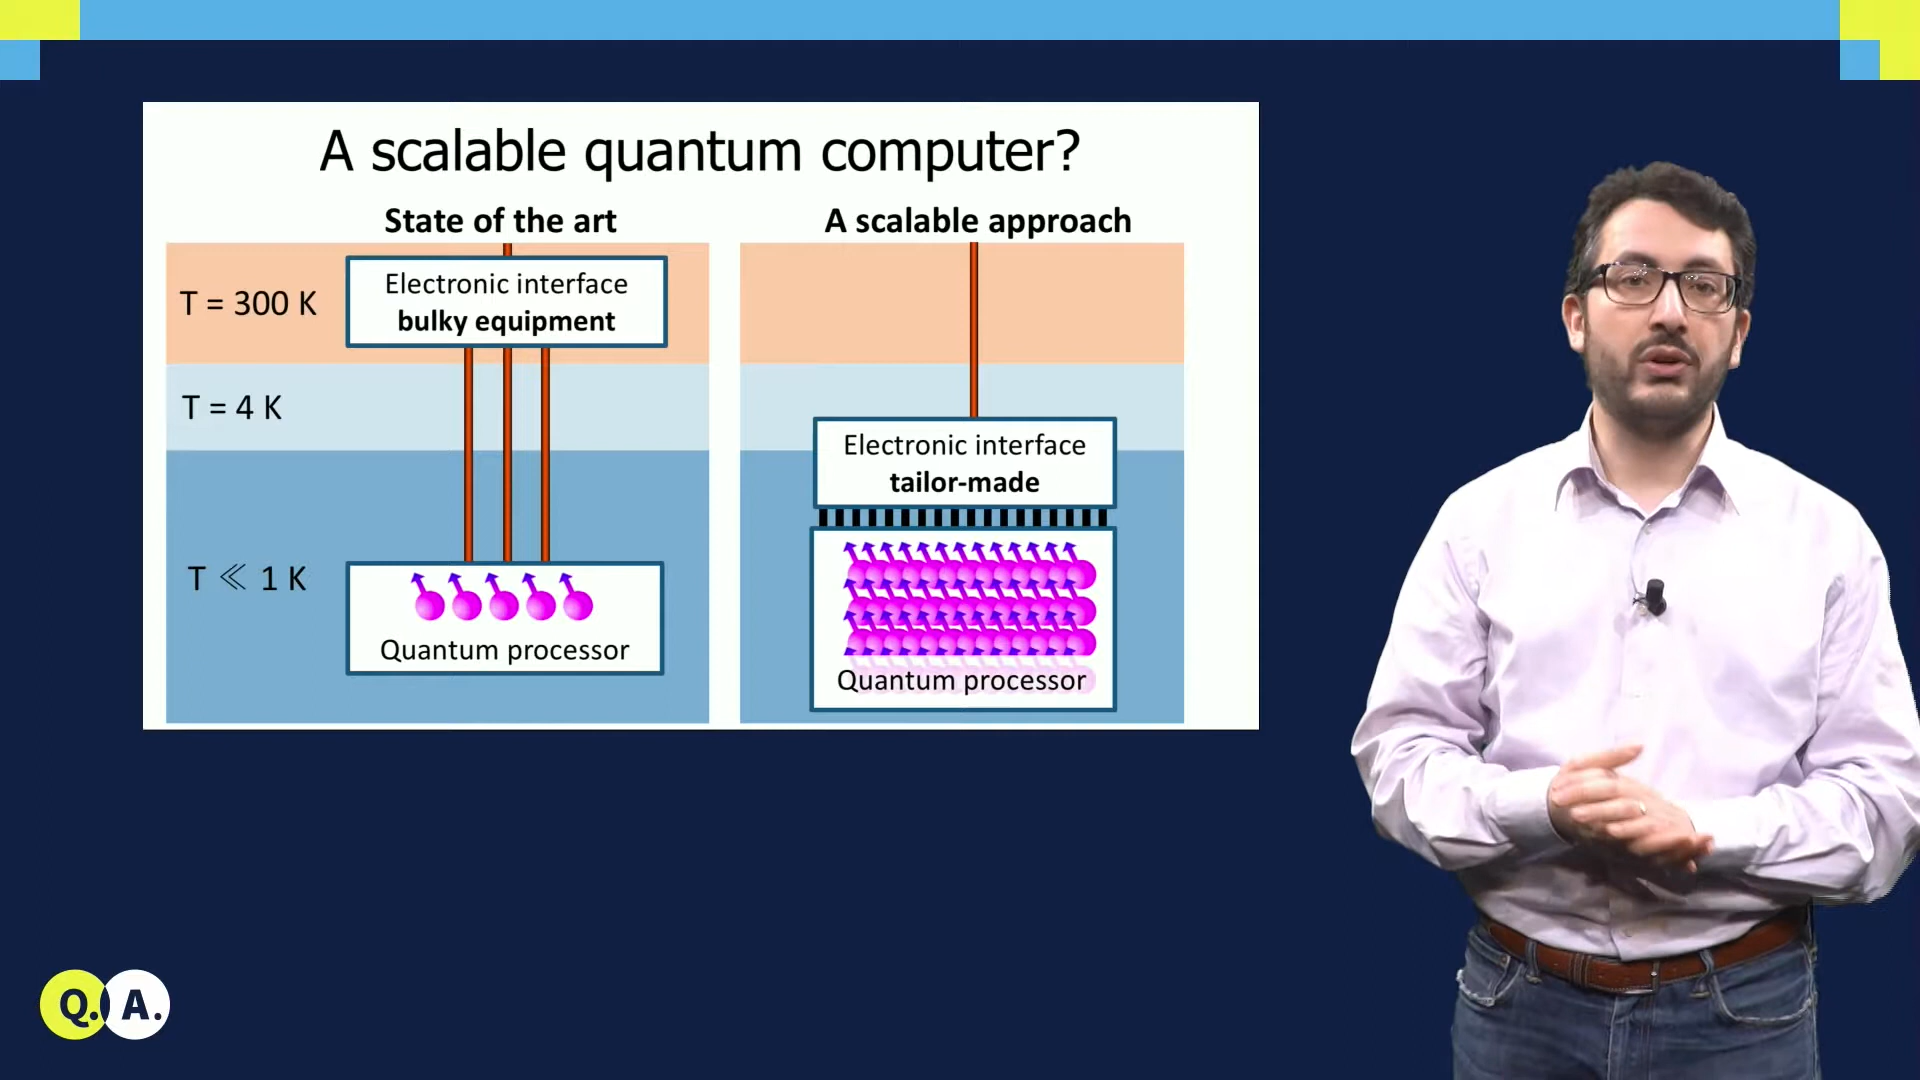 A scalable quantum computer?
State of the art
T = 300 K
Electronic interface
bulky equipment
T = 4 K
T ≪ 1 K
Quantum processor
A scalable approach
Electronic interface
tailor-made
Quantum processor
Q. A.